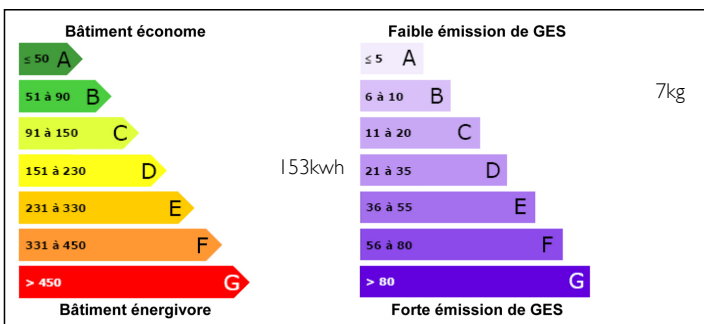 Bâtiment économe
≤ 50 A
51 à 90 B
91 à 150 C
151 à 230 D
231 à 330 E
331 à 450 F
> 450 G
Bâtiment énergivore
153kwh
Faible émission de GES
≤ 5 A
6 à 10 B
11 à 20 C
21 à 35 D
36 à 55 E
56 à 80 F
> 80 G
Forte émission de GES
7kg